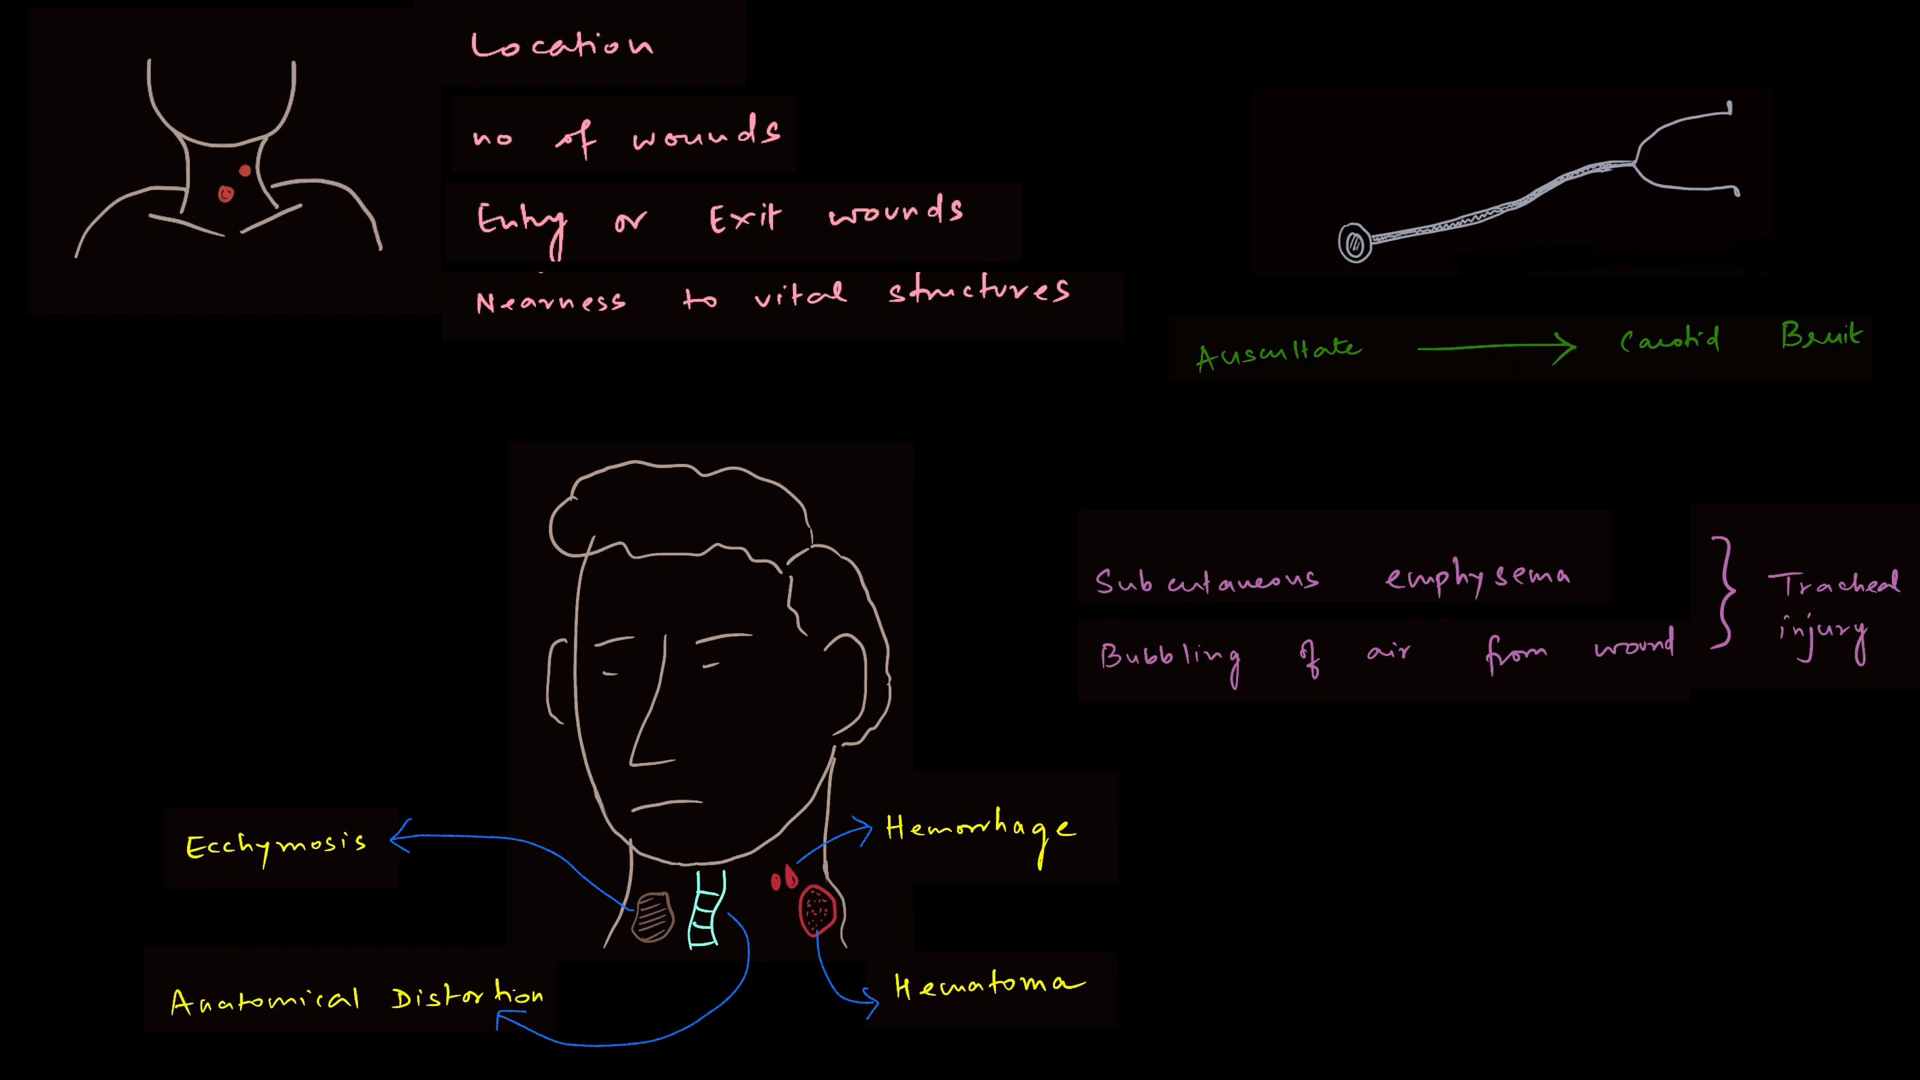 Location
no of wounds
Entry or Exit wounds
Nearness to vital structures
Auscultate Carotid Bruit
Subcutaneous emphysema
Bubbling of air from wound
Tracheal
injury
Ecchymosis
Hemorrhage
Anatomical Distortion
Hematoma